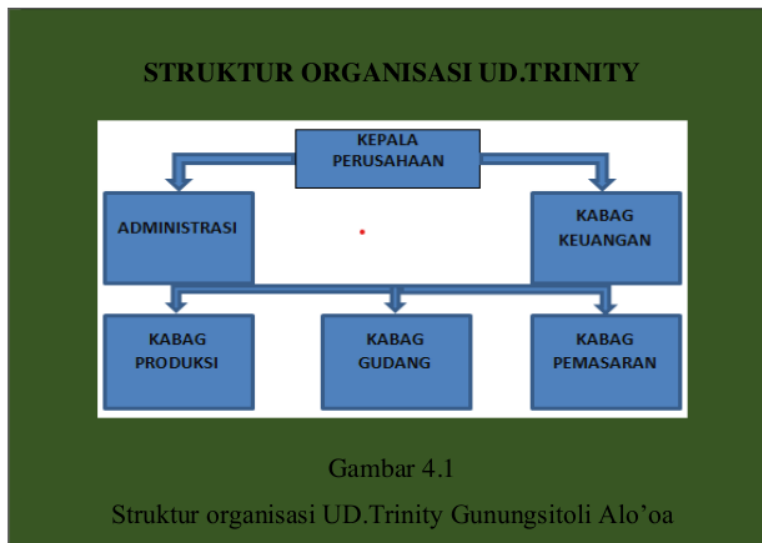 STRUKTUR ORGANISASI UD.TRINITY
KEPALA
PERUSAHAAN
ADMINISTRASI
KABAG
KEUANGAN
KABAG
PRODUKSI
KABAG
GUDANG
KABAG
PEMASARAN
Gambar 4.1
Struktur organisasi UD.Trinity Gunungsitoli Alo’oa